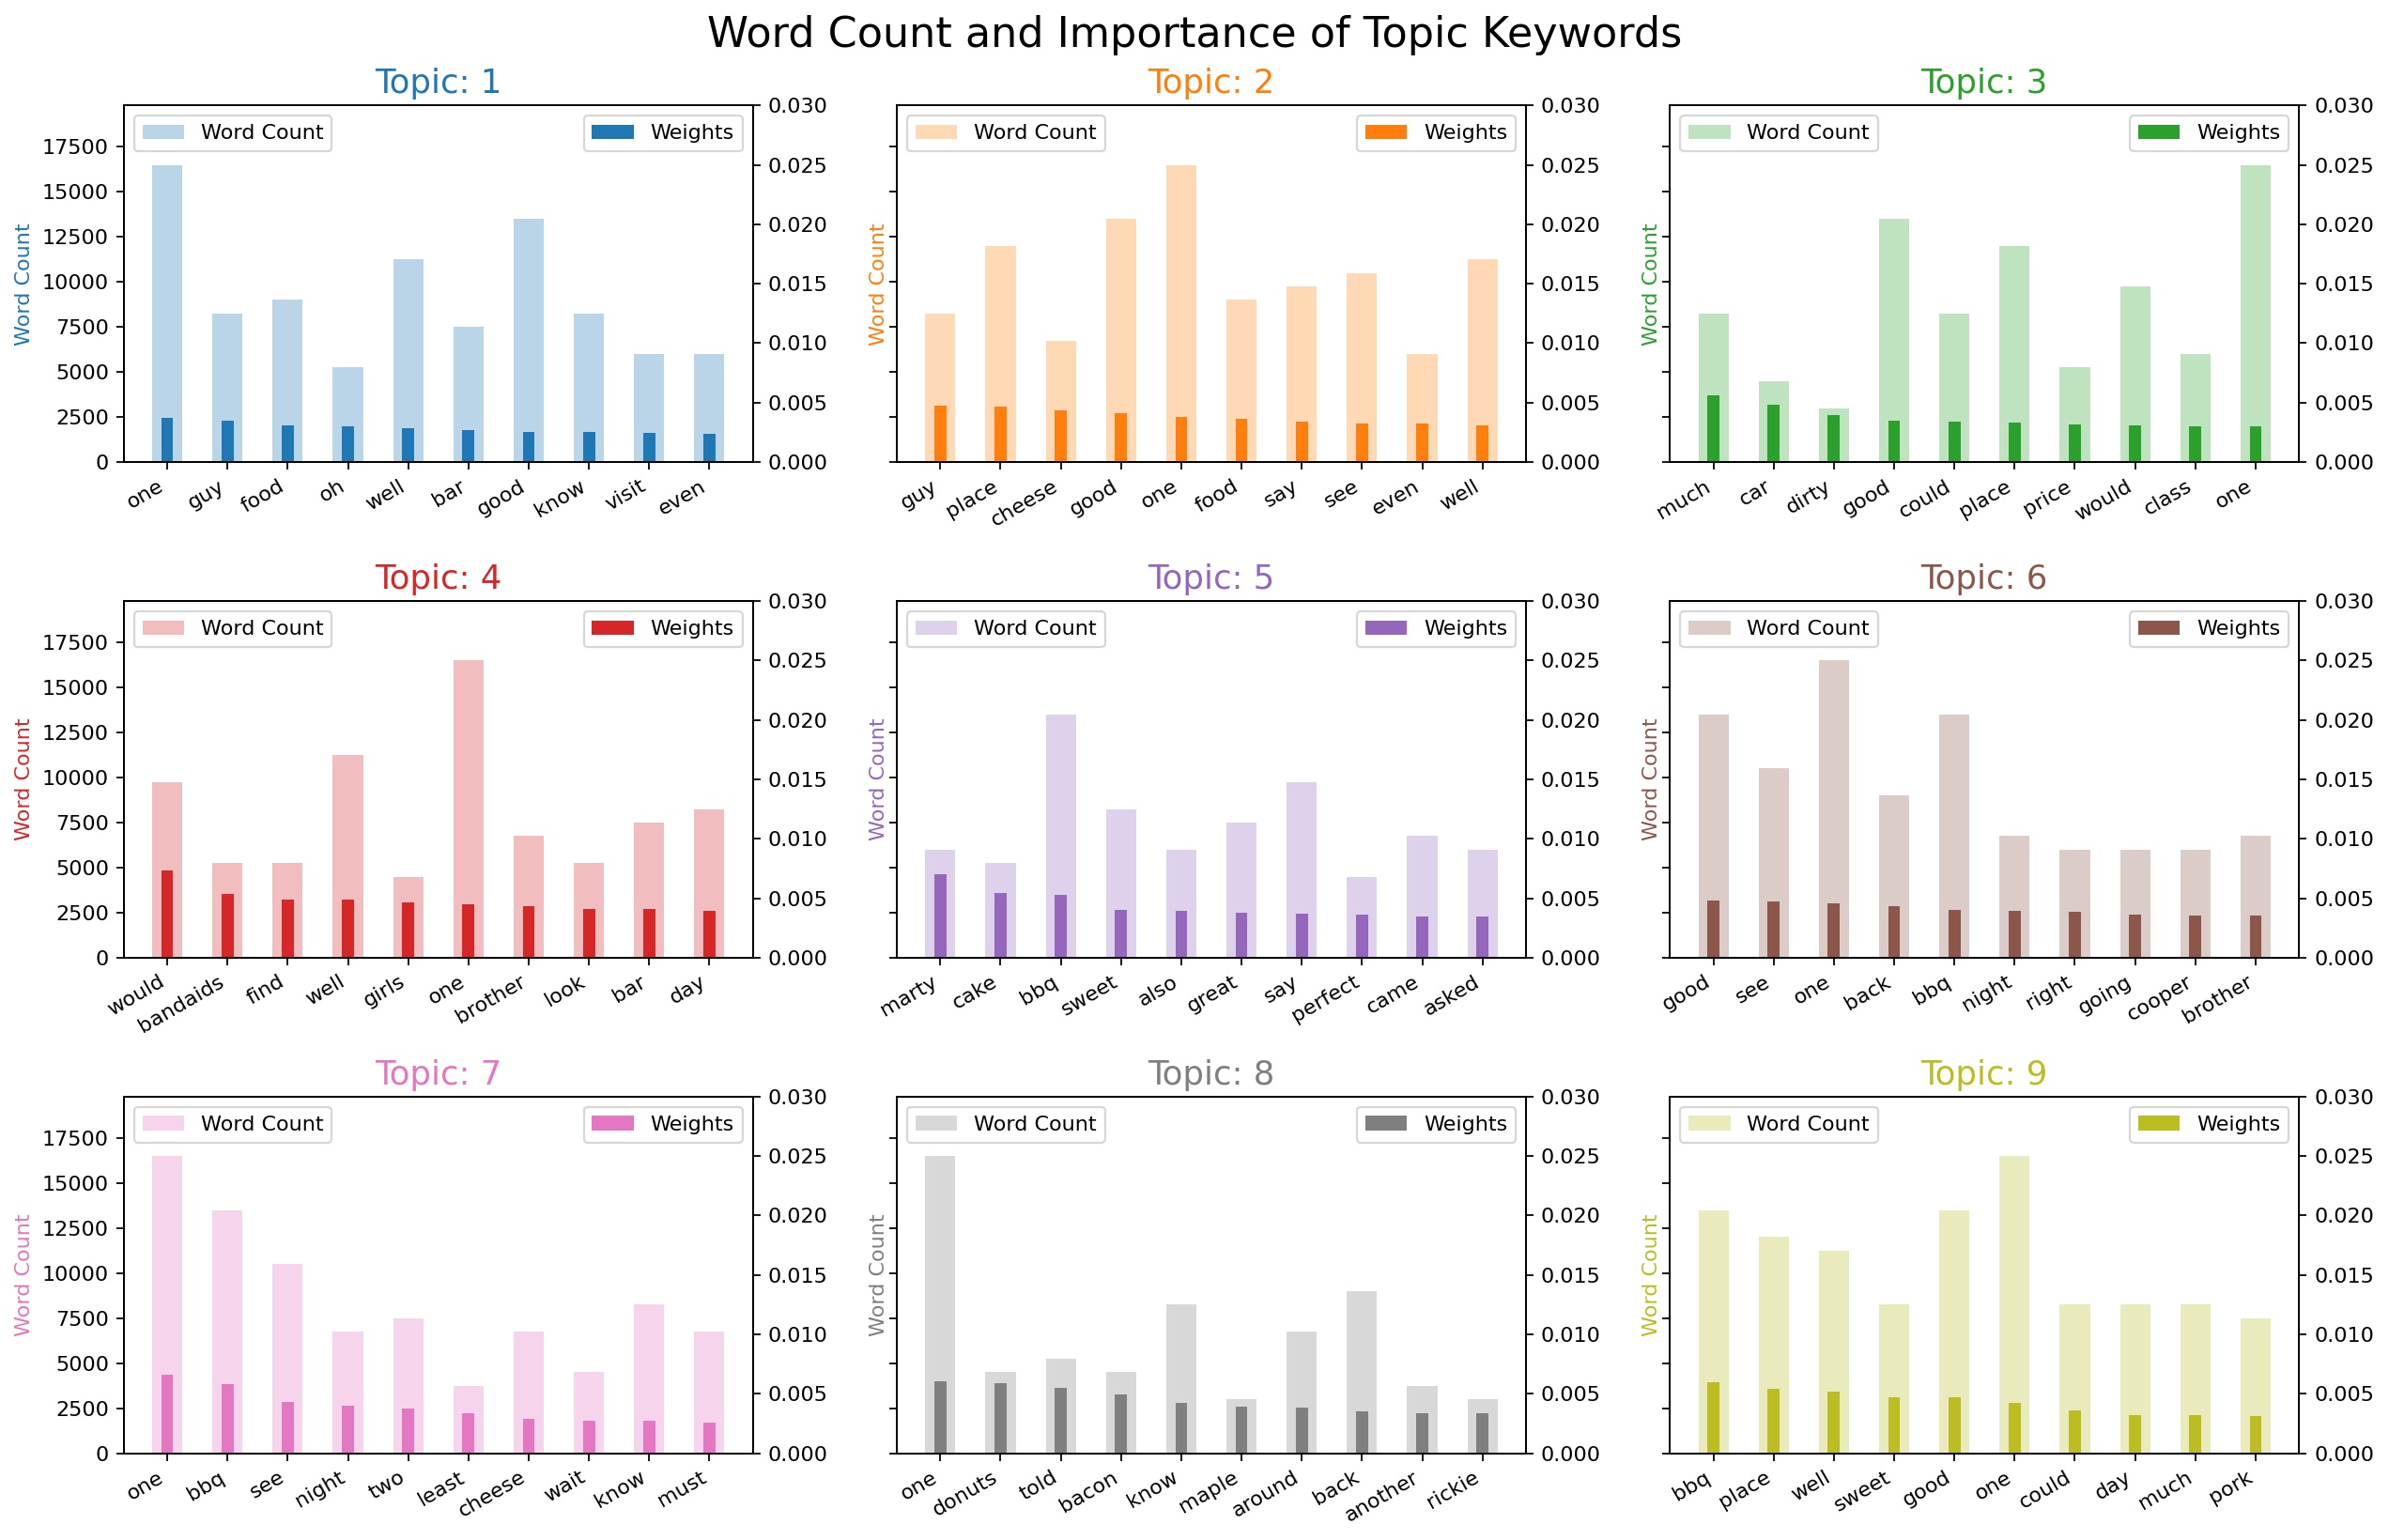 Word Count and Importance of Topic Keywords
Topic: 1
Word Count
Weights
Word Count
17500
15000
12500
10000
7500
5000
2500
0
0.030
0.025
0.020
0.015
0.010
0.005
0.000
one guy food oh well bar good know visit even
Topic: 2
Word Count
Weights
Word Count
0.030
0.025
0.020
0.015
0.010
0.005
0.000
guy place cheese good one food say see even well
Topic: 3
Word Count
Weights
Word Count
0.030
0.025
0.020
0.015
0.010
0.005
0.000
much car dirty good could place price would class one
Topic: 4
Word Count
Weights
Word Count
17500
15000
12500
10000
7500
5000
2500
0
0.030
0.025
0.020
0.015
0.010
0.005
0.000
would bandaids find well girls one brother look bar day
Topic: 5
Word Count
Weights
Word Count
0.030
0.025
0.020
0.015
0.010
0.005
0.000
marty cake bbq sweet also great say perfect came asked
Topic: 6
Word Count
Weights
Word Count
0.030
0.025
0.020
0.015
0.010
0.005
0.000
good see one back bbq night right going cooper brother
Topic: 7
Word Count
Weights
Word Count
17500
15000
12500
10000
7500
5000
2500
0
0.030
0.025
0.020
0.015
0.010
0.005
0.000
one bbq see night two least cheese wait know must
Topic: 8
Word Count
Weights
Word Count
0.030
0.025
0.020
0.015
0.010
0.005
0.000
one donuts told bacon know maple around back another rickie
Topic: 9
Word Count
Weights
Word Count
0.030
0.025
0.020
0.015
0.010
0.005
0.000
bbq place well sweet good one could day much pork